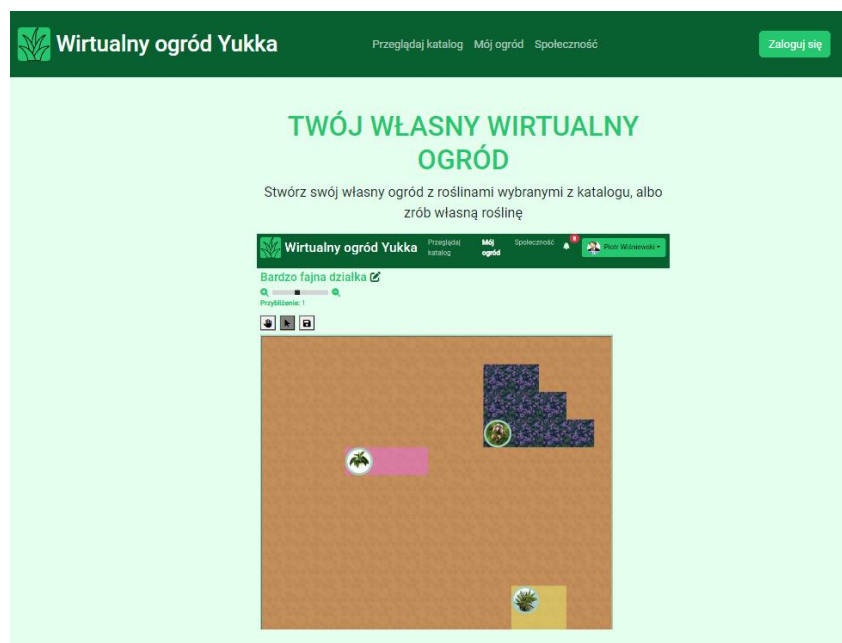 Wirtualny ogród Yukka
Przeglądaj katalog Mój ogród Społeczność
Zaloguj się
TWÓJ WŁASNY WIRTUALNY
OGRÓD
Stwórz swój własny ogród z roślinami wybranymi z katalogu, albo
zrób własną roślinę
Wirtualny ogród Yukka
Przeglądaj
katalog
Mój
ogród
Społeczność
Piotr Wiśniewski
Bardzo fajna działka
Przybliżenie: 1